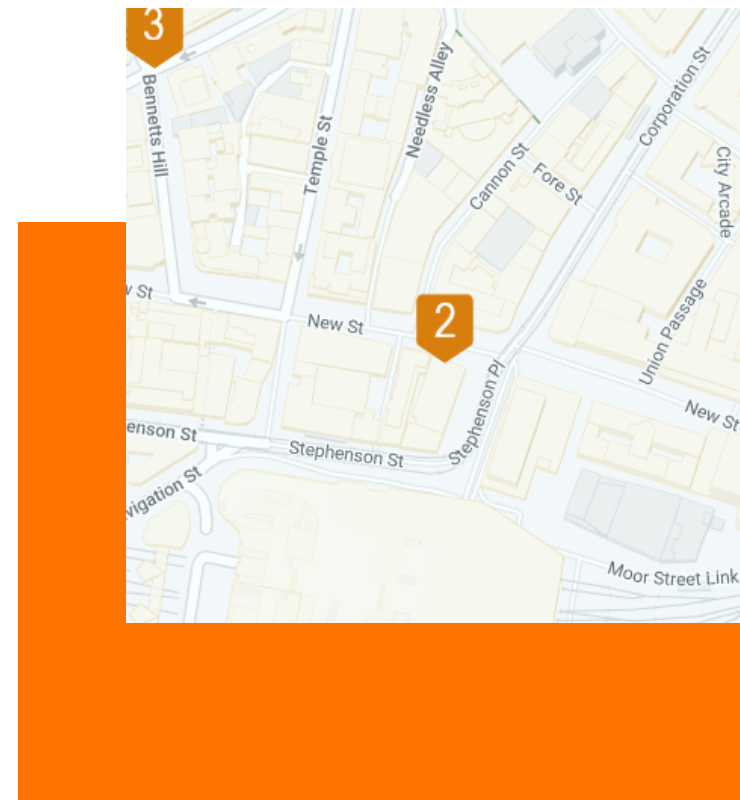 3
Bennetts Hill
Needless Alley
Corporation St
Temple St
City Arcade
Cannon St
Fore St
St
Union Passage
New St
2
Stephenson Pl
New St
enson St
Stephenson St
vigation St
Moor Street Link